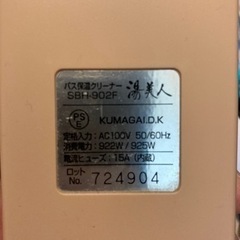 バス保温クリーナー
SBH-902F 湯美人
PSE KUMAGAI.D.K
定格入力：AC100V 50/60Hz
消費電力：922W／925W
電流ヒューズ：15A（内蔵）
ロット
No. 724904